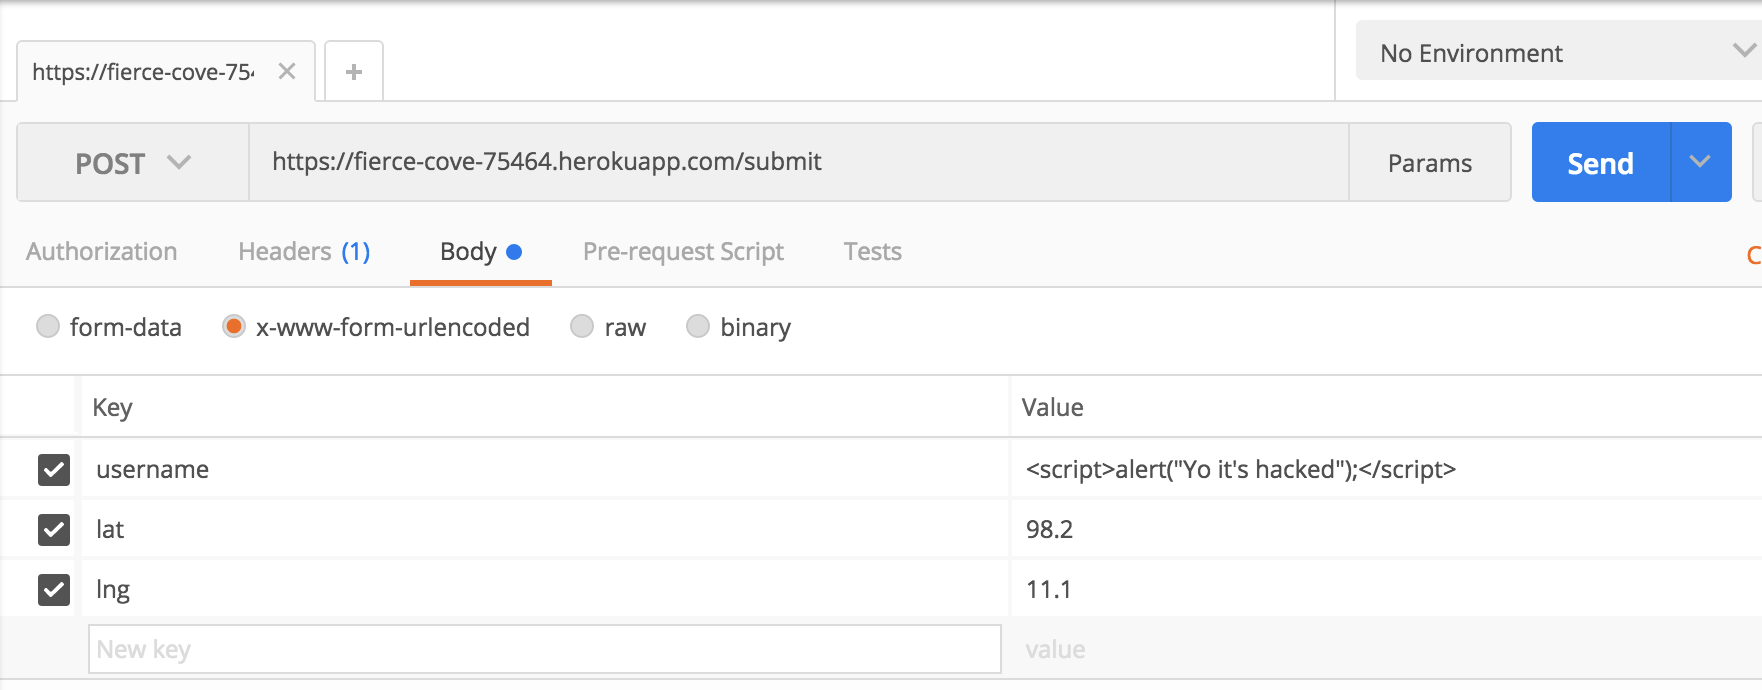 https://fierce-cove-754
No Environment
POST https://fierce-cove-75464.herokuapp.com/submit Params Send
Authorization Headers (1) Body Pre-request Script Tests C
form-data x-www-form-urlencoded raw binary
Key Value
username <script>alert("Yo it's hacked");</script>
lat 98.2
lng 11.1
New key value